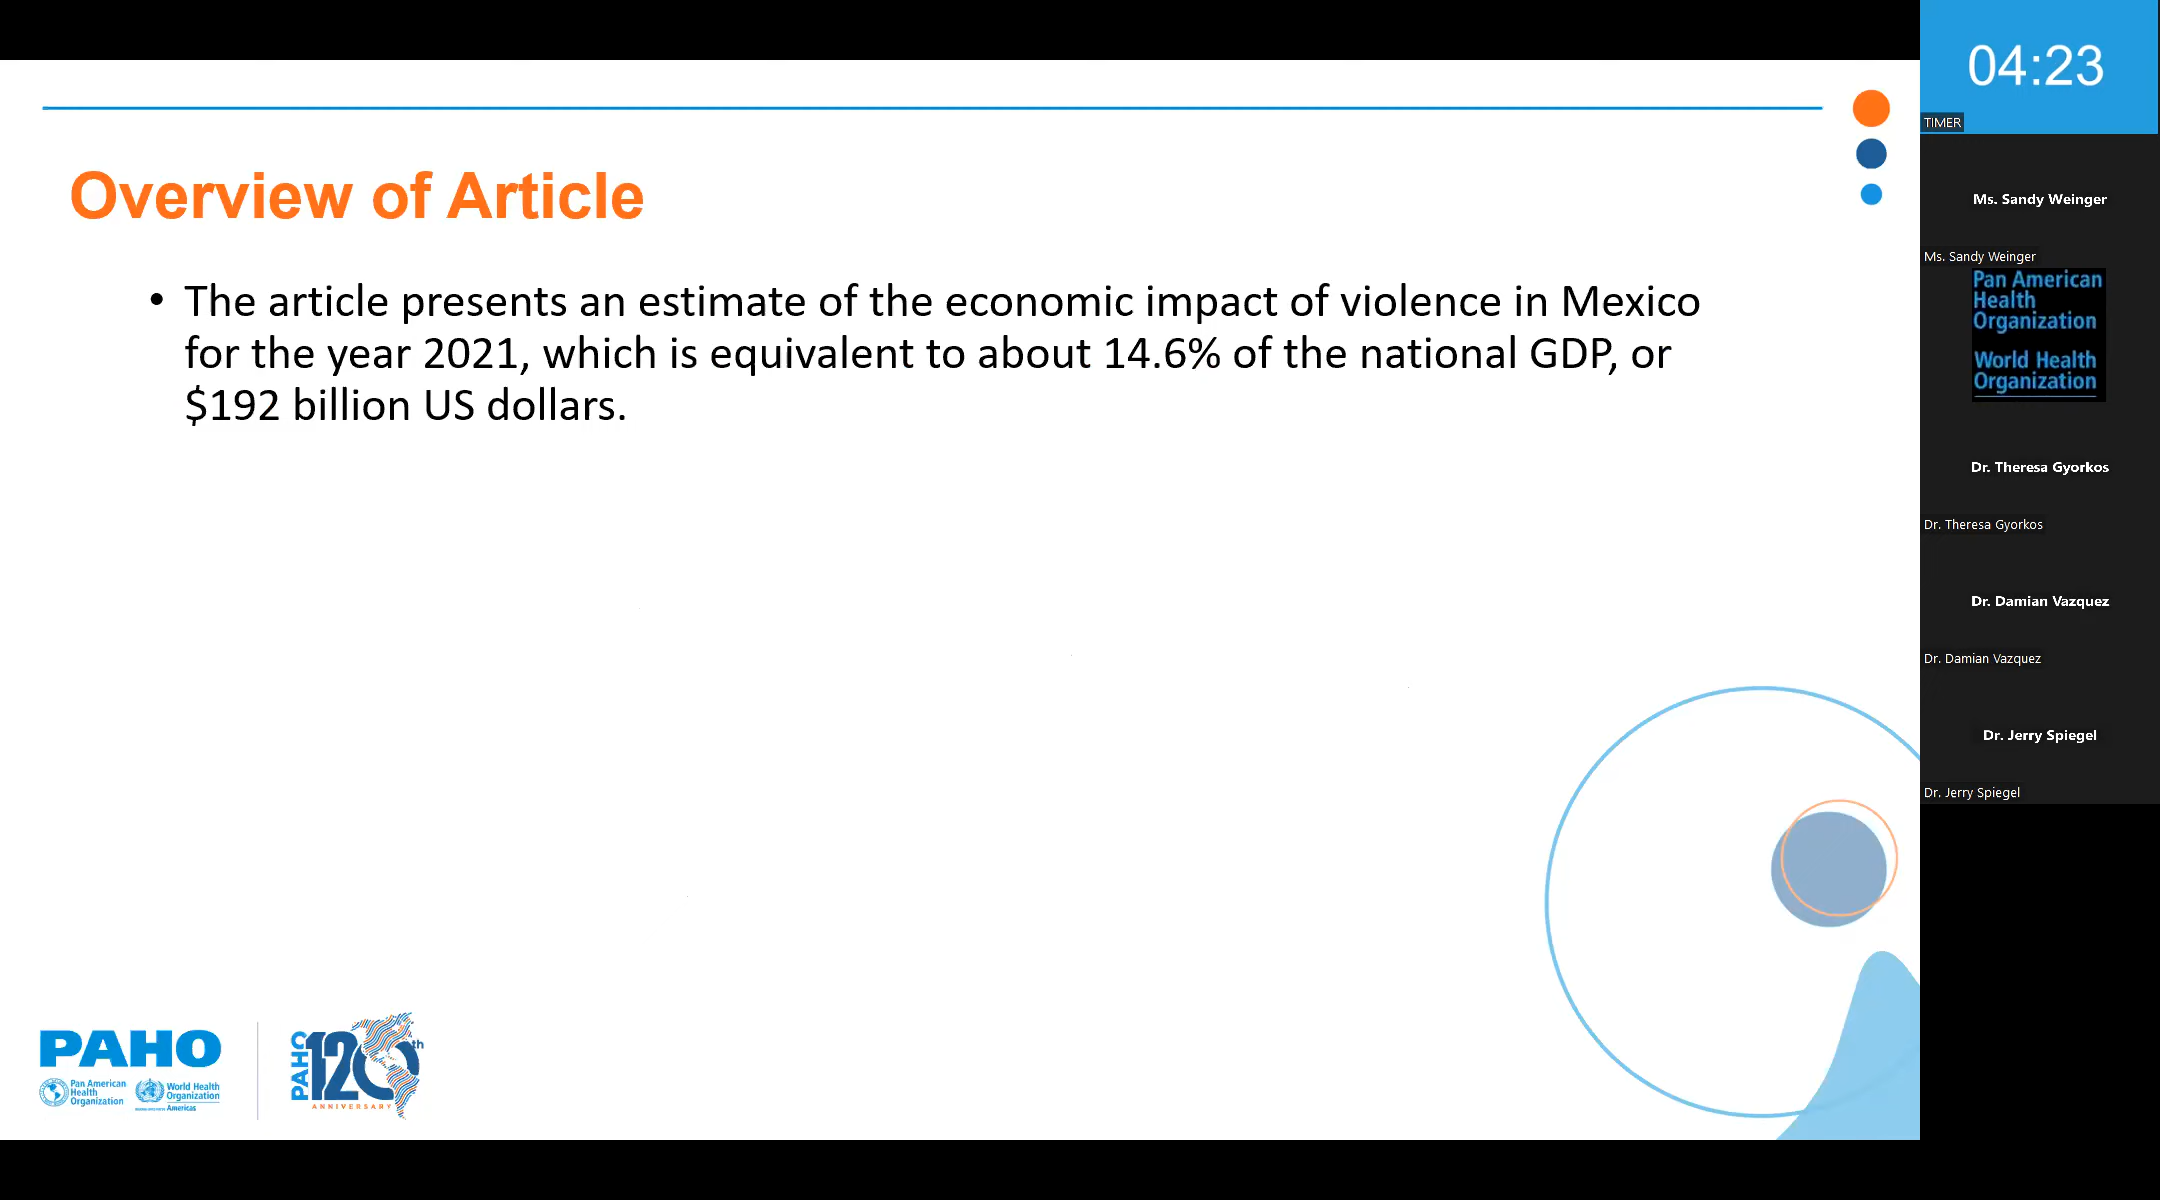 Overview of Article
• The article presents an estimate of the economic impact of violence in Mexico
for the year 2021, which is equivalent to about 14.6% of the national GDP, or
$192 billion US dollars.
PAHO
Pan American
Health
Organization
World Health
Organization
Americas
PAHO
120th
ANNIVERSARY
04:23
TIMER
Ms. Sandy Weinger
Ms. Sandy Weinger
Pan American
Health
Organization
World Health
Organization
Dr. Theresa Gyorkos
Dr. Theresa Gyorkos
Dr. Damian Vazquez
Dr. Damian Vazquez
Dr. Jerry Spiegel
Dr. Jerry Spiegel